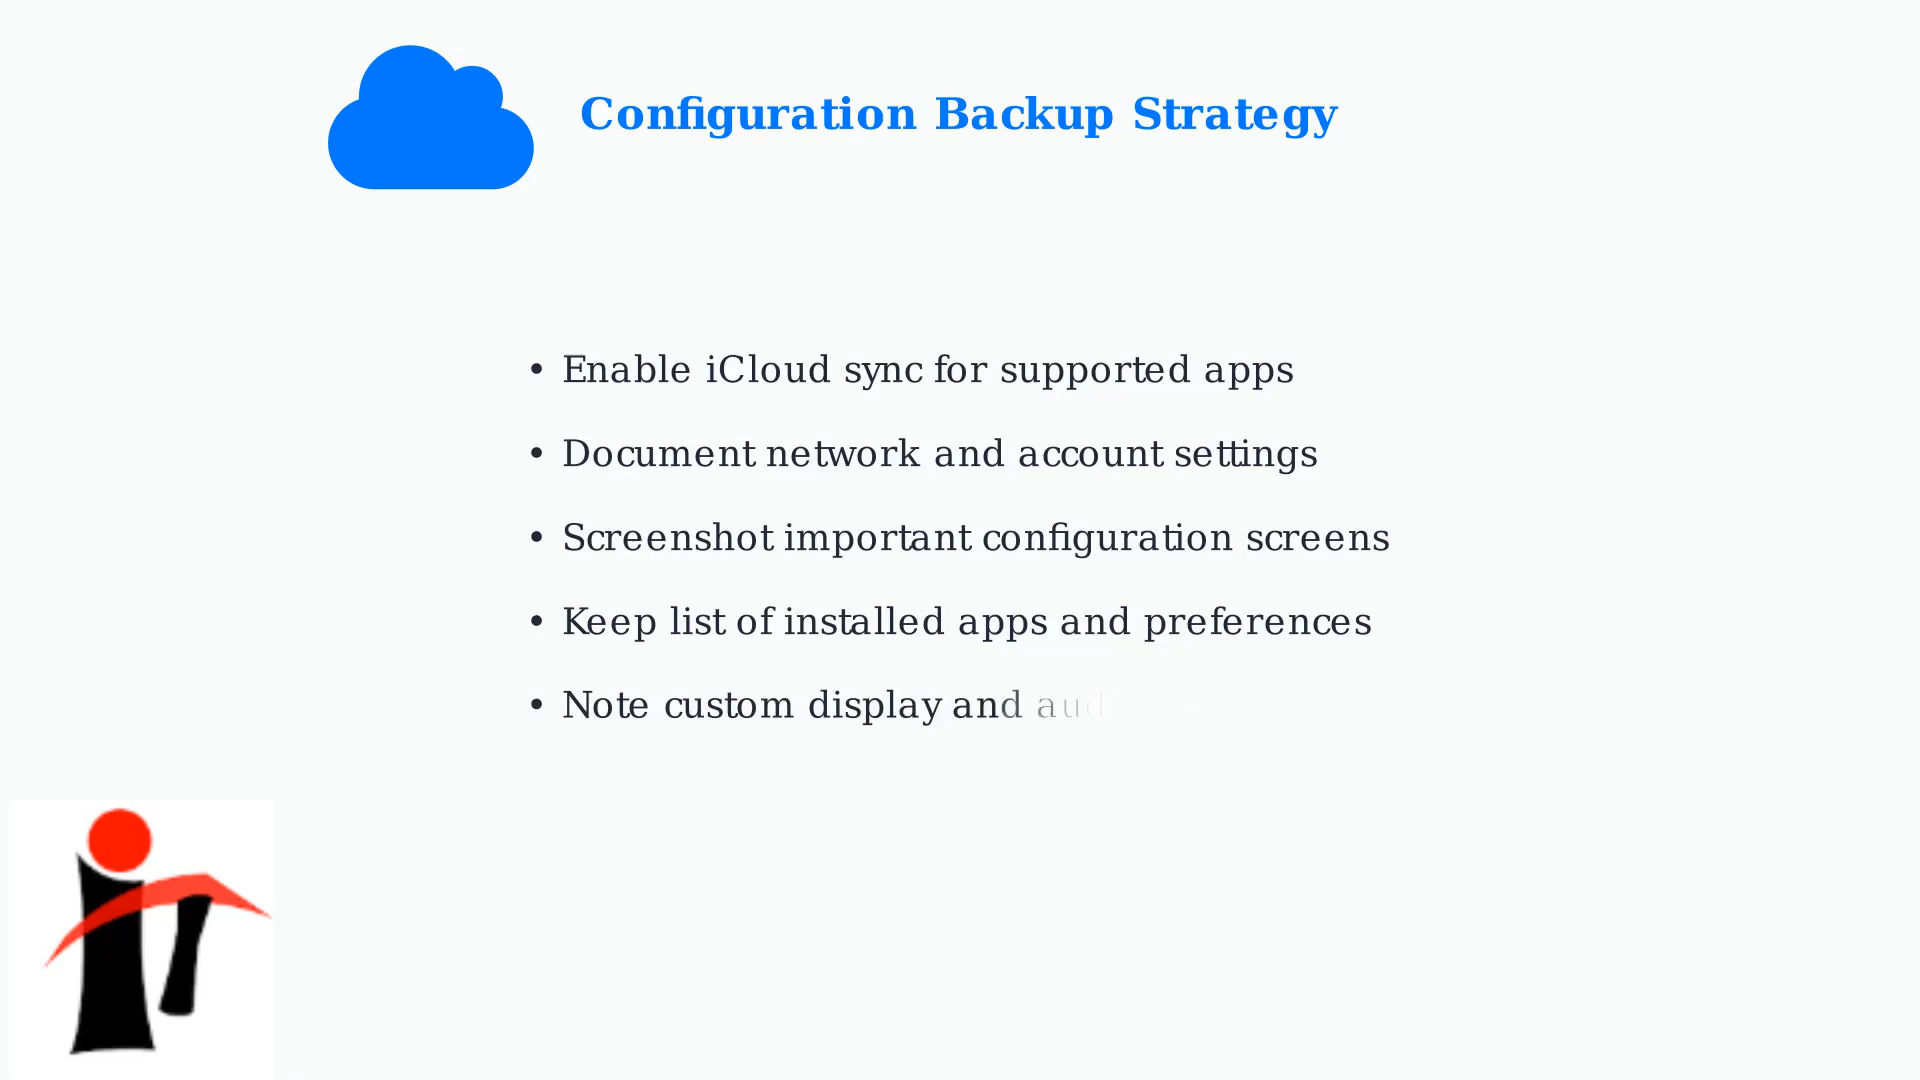 Configuration Backup Strategy
• Enable iCloud sync for supported apps
• Document network and account settings
• Screenshot important configuration screens
• Keep list of installed apps and preferences
• Note custom display and